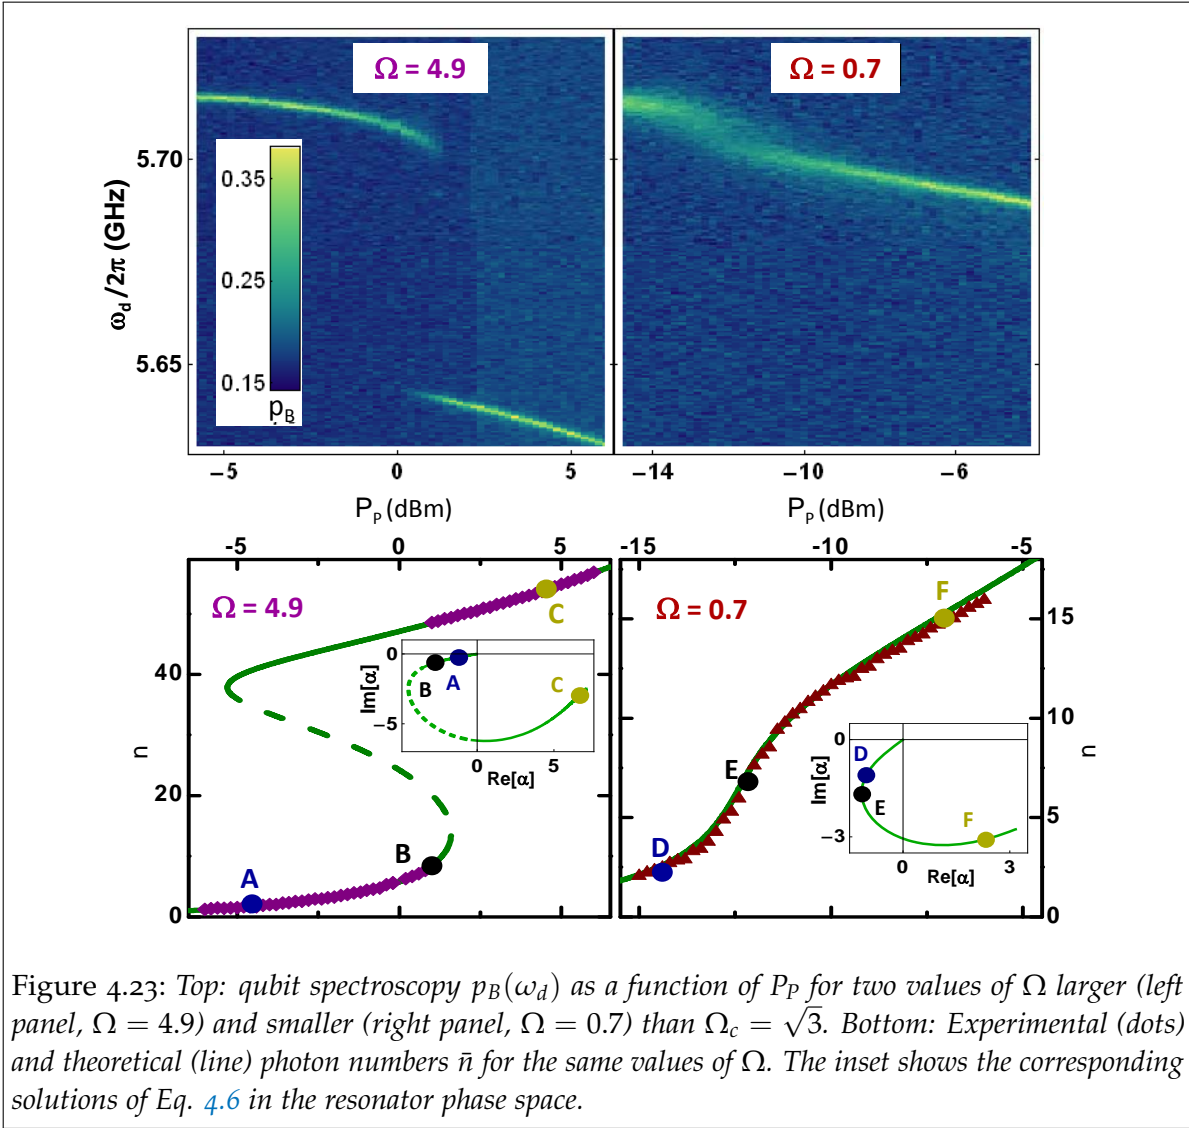 Ω = 4.9
Ω = 0.7
ω_d/2π (GHz)
5.70
5.65
0.35
0.25
0.15
p_B
−5 0 5
−14 −10 −6
P_P (dBm)
P_P (dBm)
-5 0 5
-15 -10 -5
Ω = 4.9
Ω = 0.7
n
40
20
0
A
B
C
Im[α]
0
−5
B A C
0 5
Re[α]
D
E
F
Im[α]
0
−3
D
E
F
0 3
Re[α]
15
10
5
0
n
Figure 4.23: Top: qubit spectroscopy p_B(ω_d) as a function of P_P for two values of Ω larger (left
panel, Ω = 4.9) and smaller (right panel, Ω = 0.7) than Ω_c = √3. Bottom: Experimental (dots)
and theoretical (line) photon numbers n̄ for the same values of Ω. The inset shows the corresponding
solutions of Eq. 4.6 in the resonator phase space.